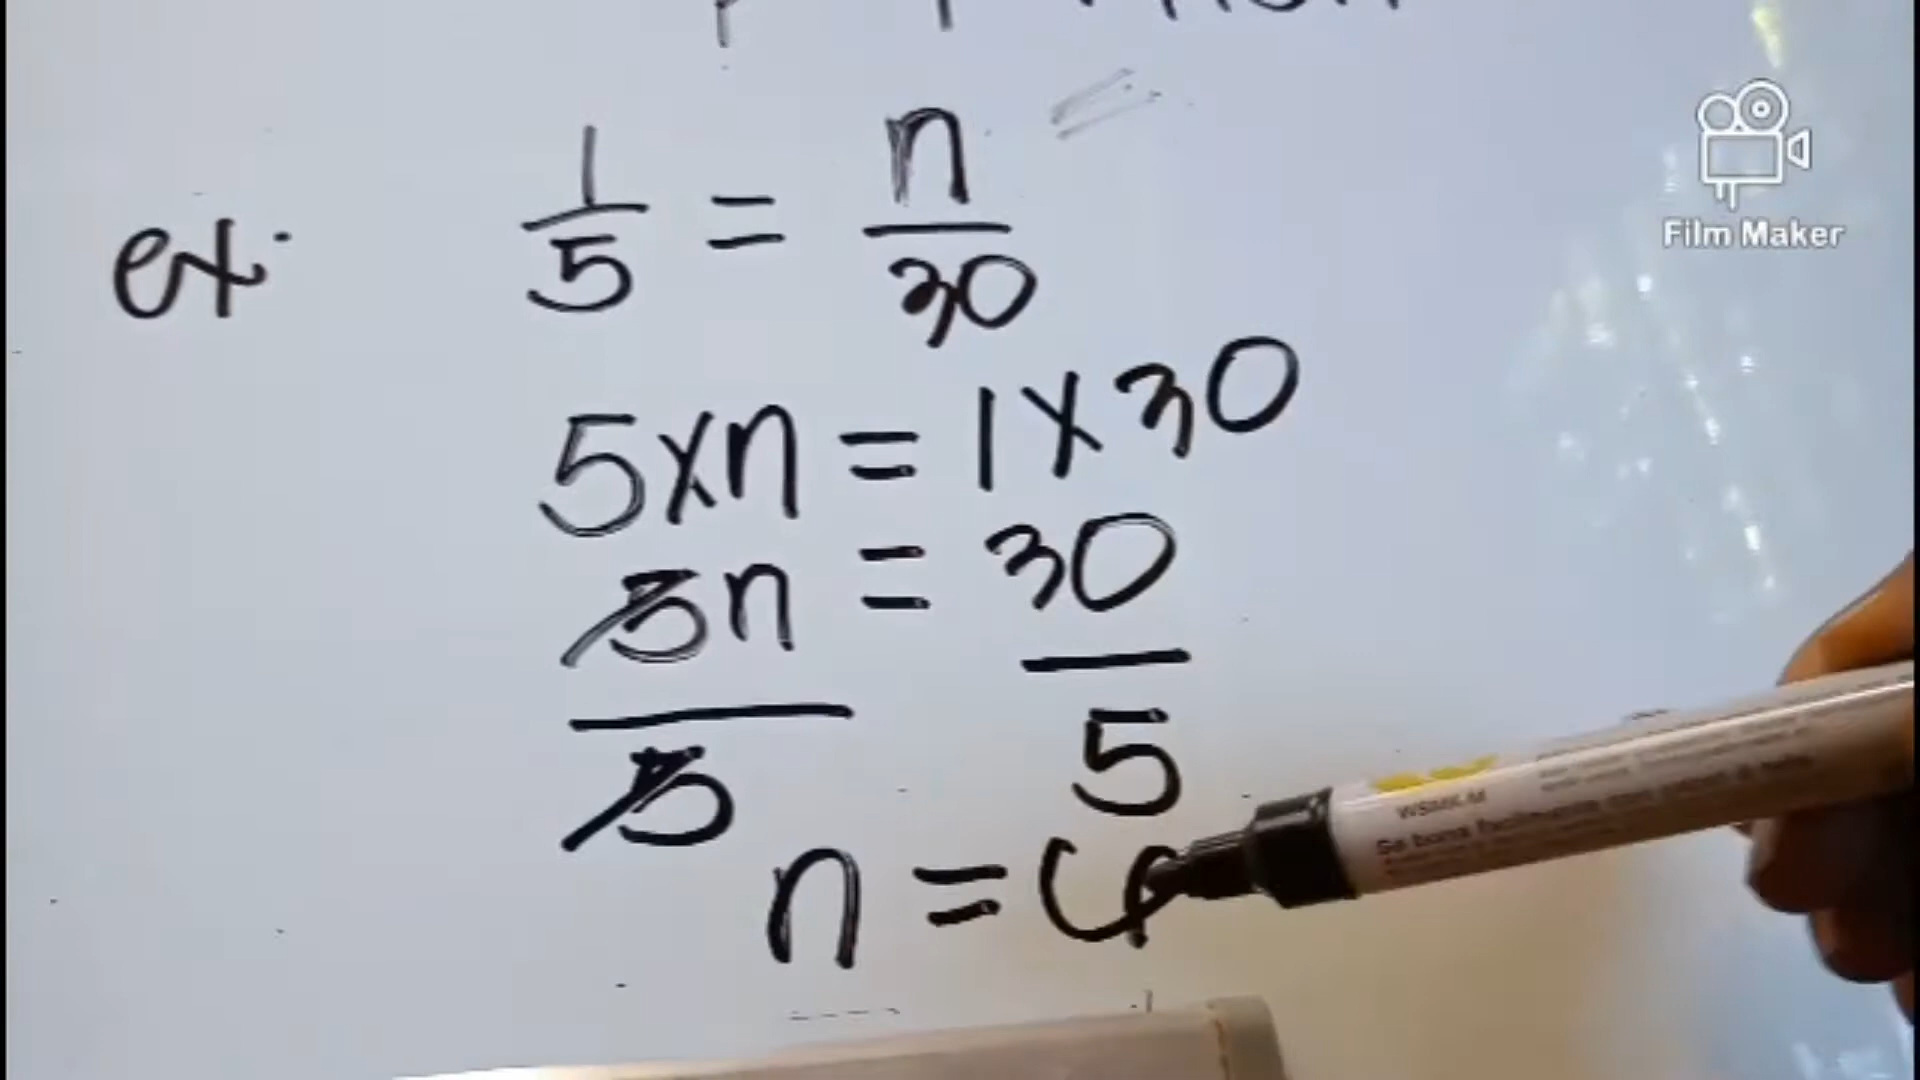 ex. 1/5 = n/30
5xn = 1x30
5n/5 = 30/5
n = 6
Film Maker